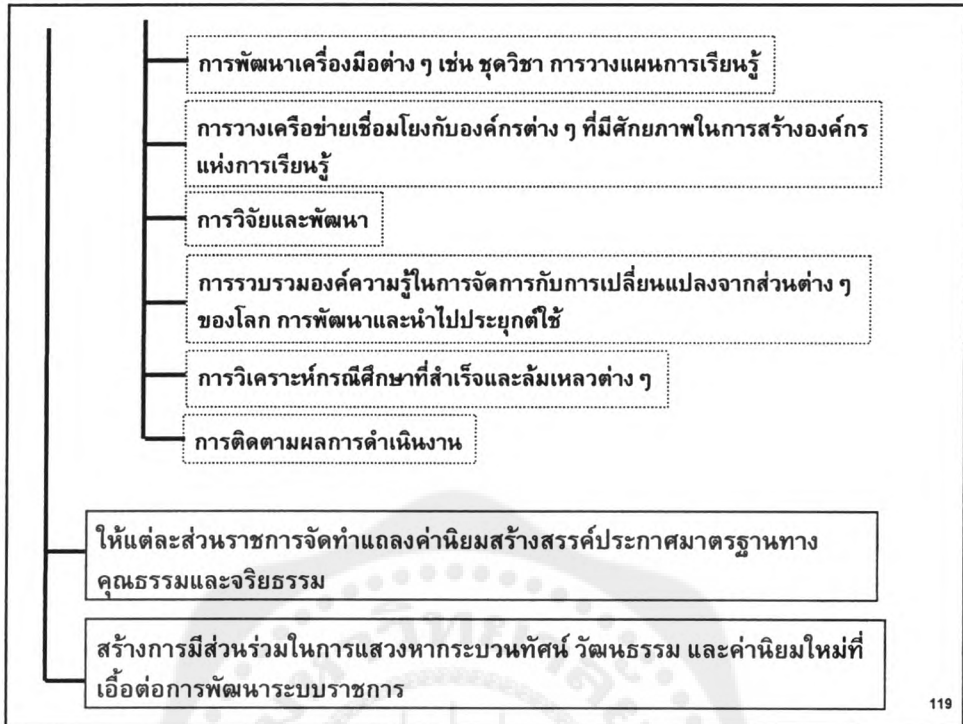 การพัฒนาเครื่องมือต่าง ๆ เช่น ชุดวิชา การวางแผนการเรียนรู้
การวางเครือข่ายเชื่อมโยงกับองค์กรต่าง ๆ ที่มีศักยภาพในการสร้างองค์กร
แห่งการเรียนรู้
การวิจัยและพัฒนา
การรวบรวมองค์ความรู้ในการจัดการกับการเปลี่ยนแปลงจากส่วนต่าง ๆ
ของโลก การพัฒนาและนำไปประยุกต์ใช้
การวิเคราะห์กรณีศึกษาที่สำเร็จและล้มเหลวต่าง ๆ
การติดตามผลการดำเนินงาน
ให้แต่ละส่วนราชการจัดทำแถลงค่านิยมสร้างสรรค์ประกาศมาตรฐานทาง
คุณธรรมและจริยธรรม
สร้างการมีส่วนร่วมในการแสวงหากระบวนทัศน์ วัฒนธรรม และค่านิยมใหม่ที่
เอื้อต่อการพัฒนาระบบราชการ
119